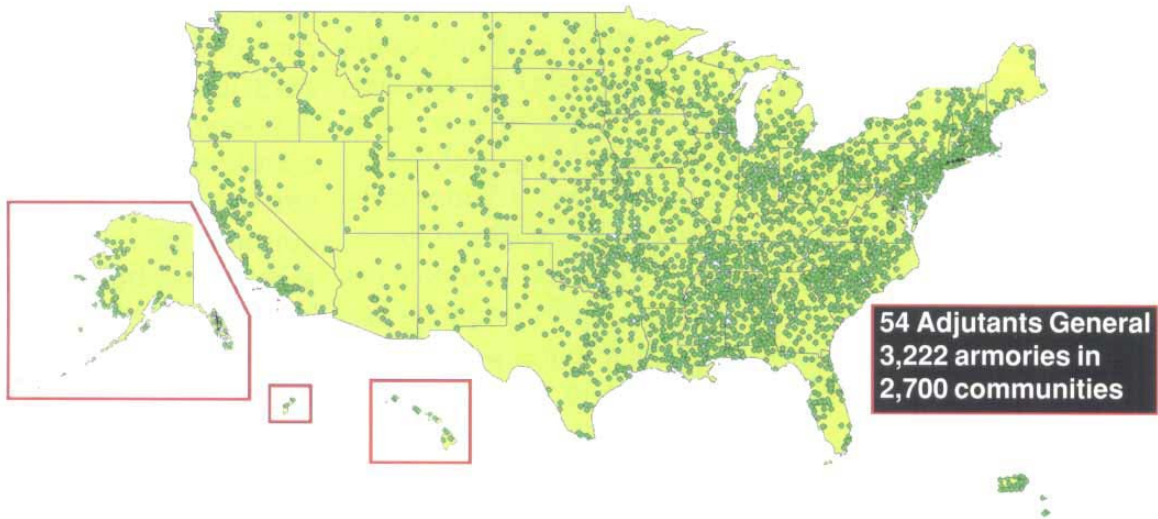 54 Adjutants General
3,222 armories in
2,700 communities